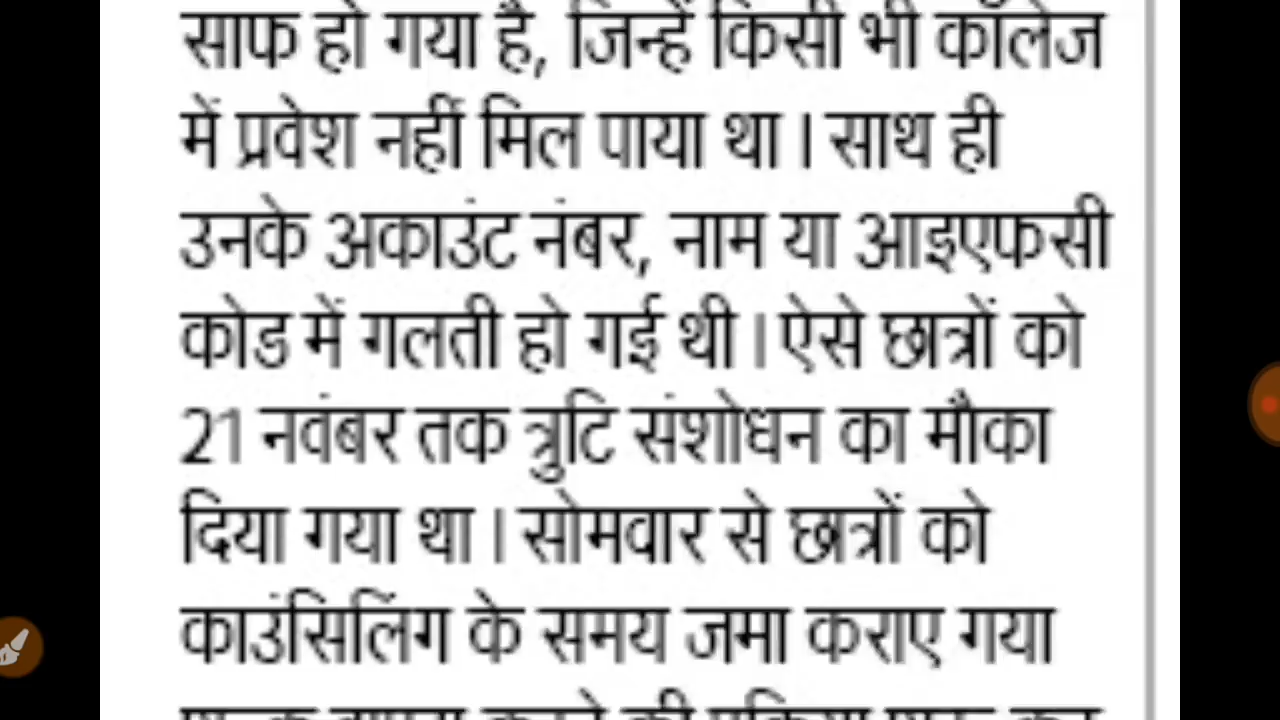 साफ हो गया है, जिन्हें किसी भी कॉलेज
में प्रवेश नहीं मिल पाया था । साथ ही
उनके अकाउंट नंबर, नाम या आइएफसी
कोड में गलती हो गई थी । ऐसे छात्रों को
21 नवंबर तक त्रुटि संशोधन का मौका
दिया गया था । सोमवार से छात्रों को
काउंसिलिंग के समय जमा कराए गया